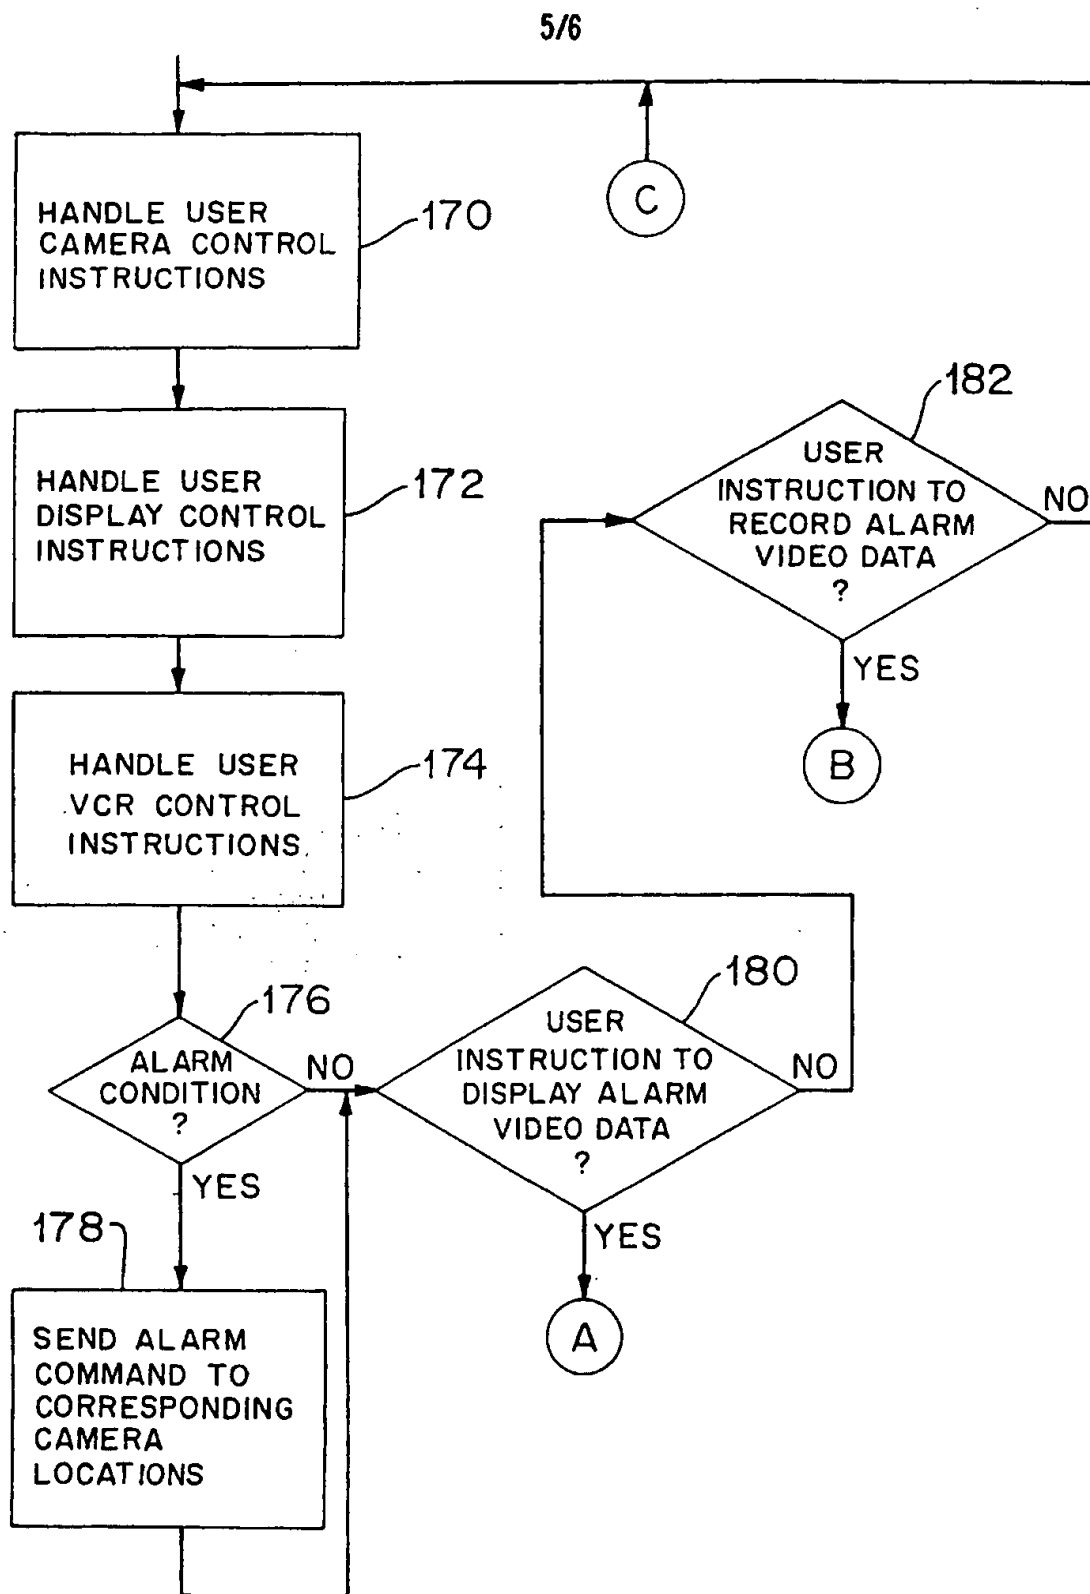 5/6
C
HANDLE USER
CAMERA CONTROL
INSTRUCTIONS
170
HANDLE USER
DISPLAY CONTROL
INSTRUCTIONS
172
182
USER
INSTRUCTION TO
RECORD ALARM
VIDEO DATA
?
NO
YES
B
HANDLE USER
VCR CONTROL
INSTRUCTIONS
174
176
ALARM
CONDITION
?
NO
YES
180
USER
INSTRUCTION TO
DISPLAY ALARM
VIDEO DATA
?
NO
YES
A
178
SEND ALARM
COMMAND TO
CORRESPONDING
CAMERA
LOCATIONS